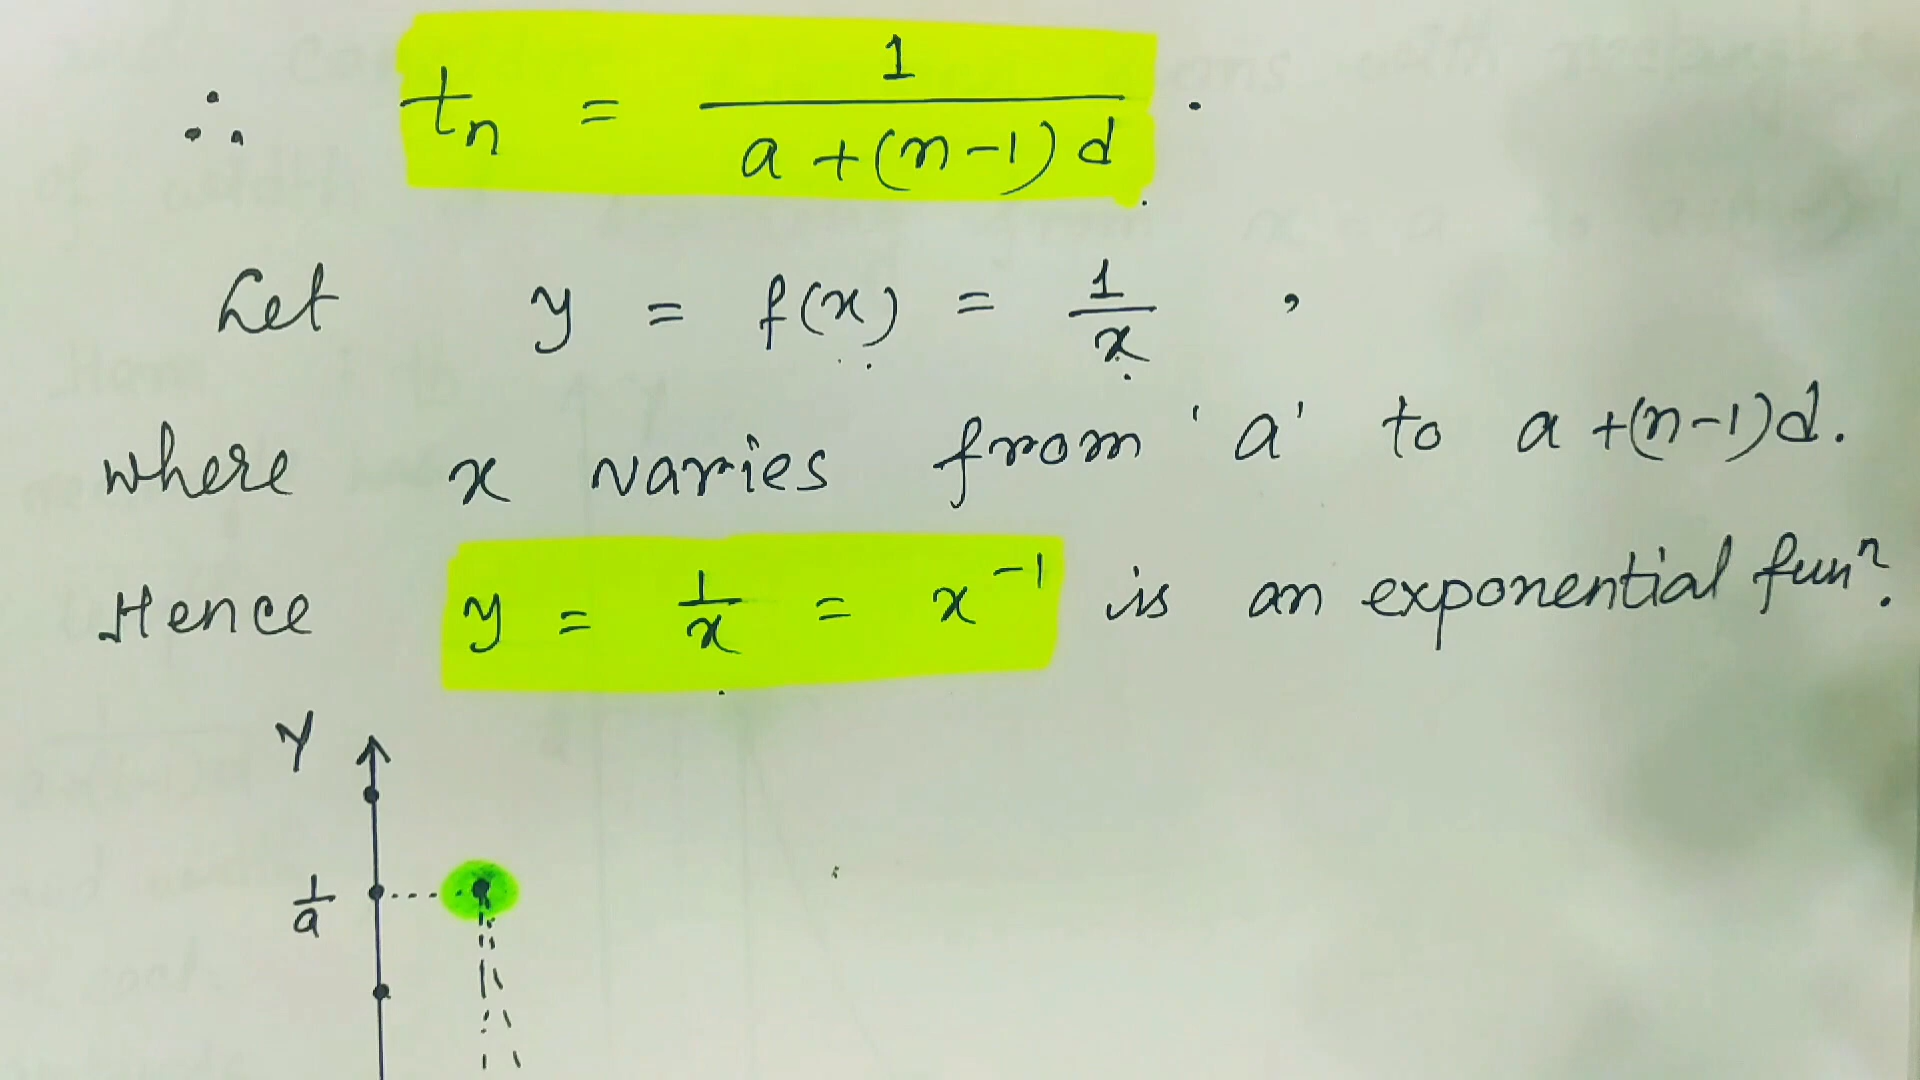 ∴ tn = 1/(a+(n-1)d).
Let y = f(x) = 1/x ,
where x varies from 'a' to a+(n-1)d.
Hence y = 1/x = x^-1 is an exponential funⁿ.
Y
1/a